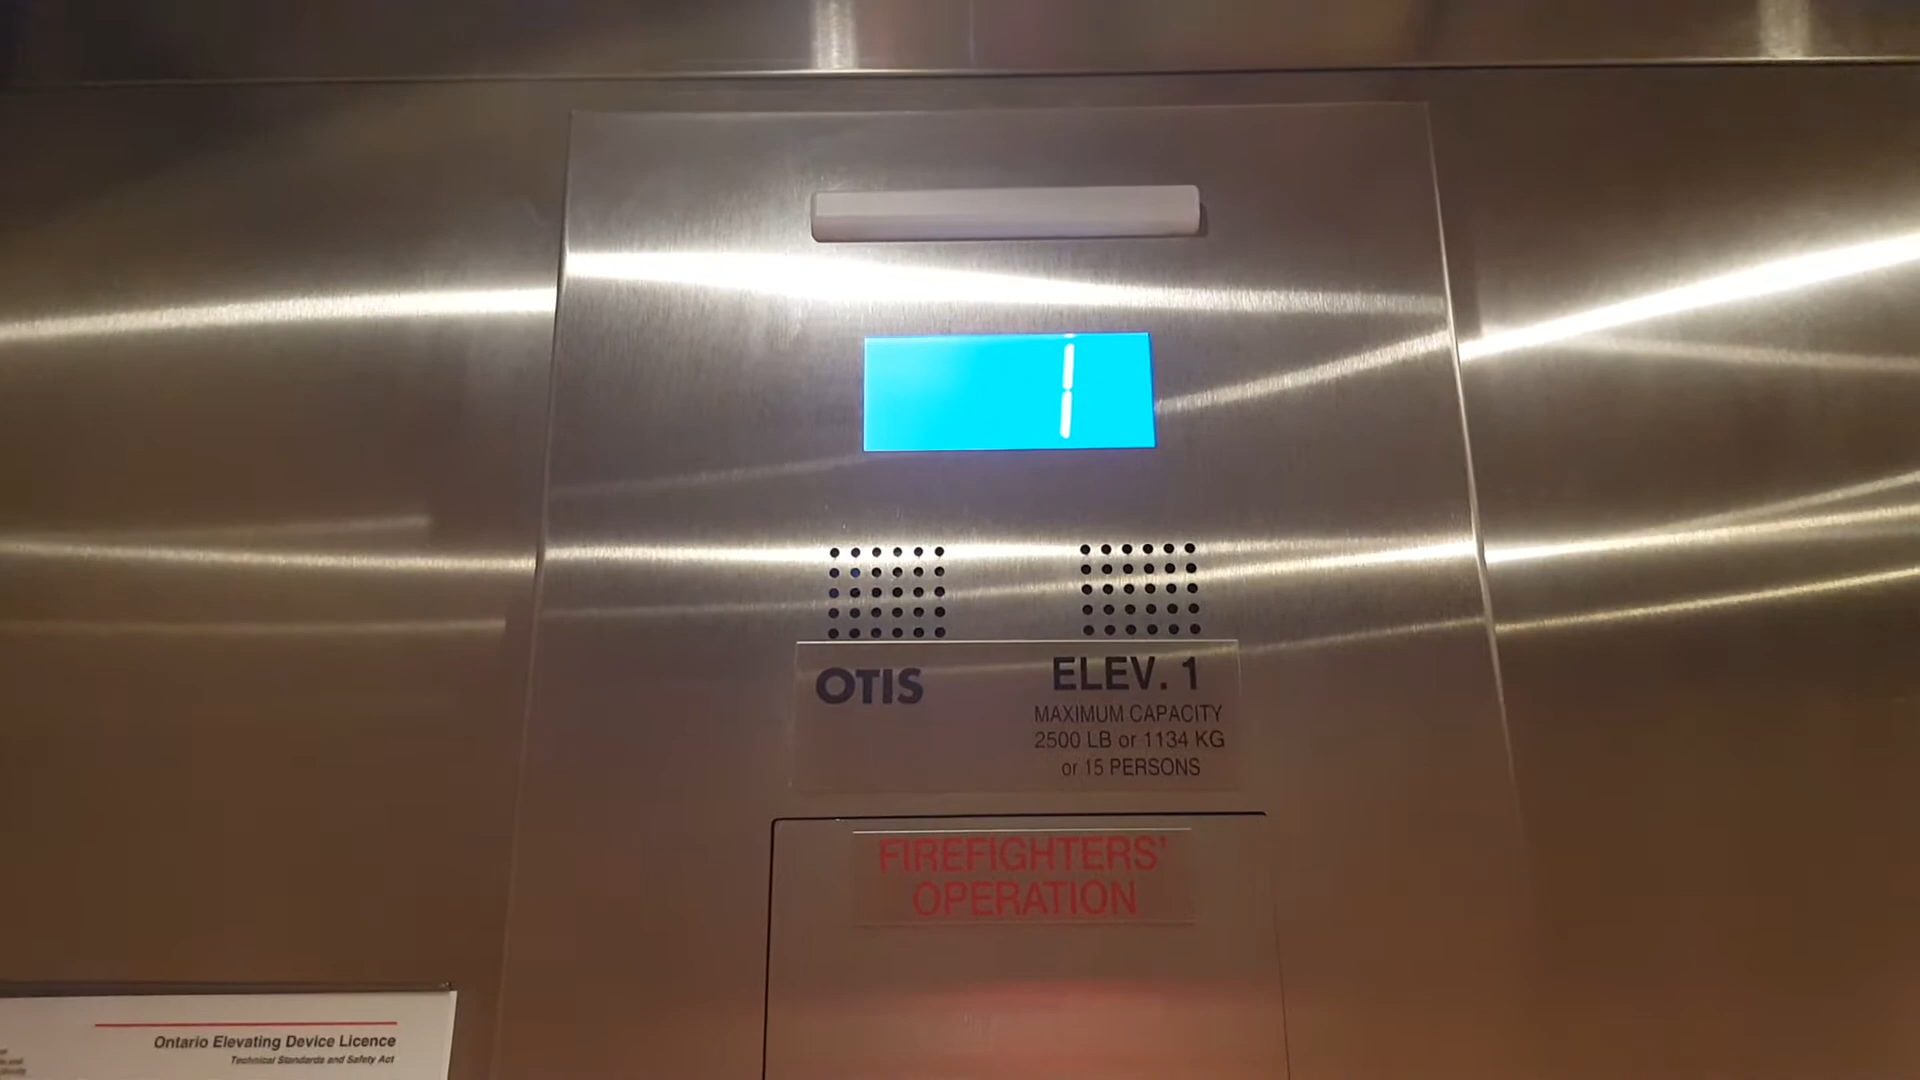 1
OTIS
ELEV. 1
MAXIMUM CAPACITY
2500 LB or 1134 KG
or 15 PERSONS
FIREFIGHTERS'
OPERATION
Ontario Elevating Device Licence
Technical Standards and Safety Act